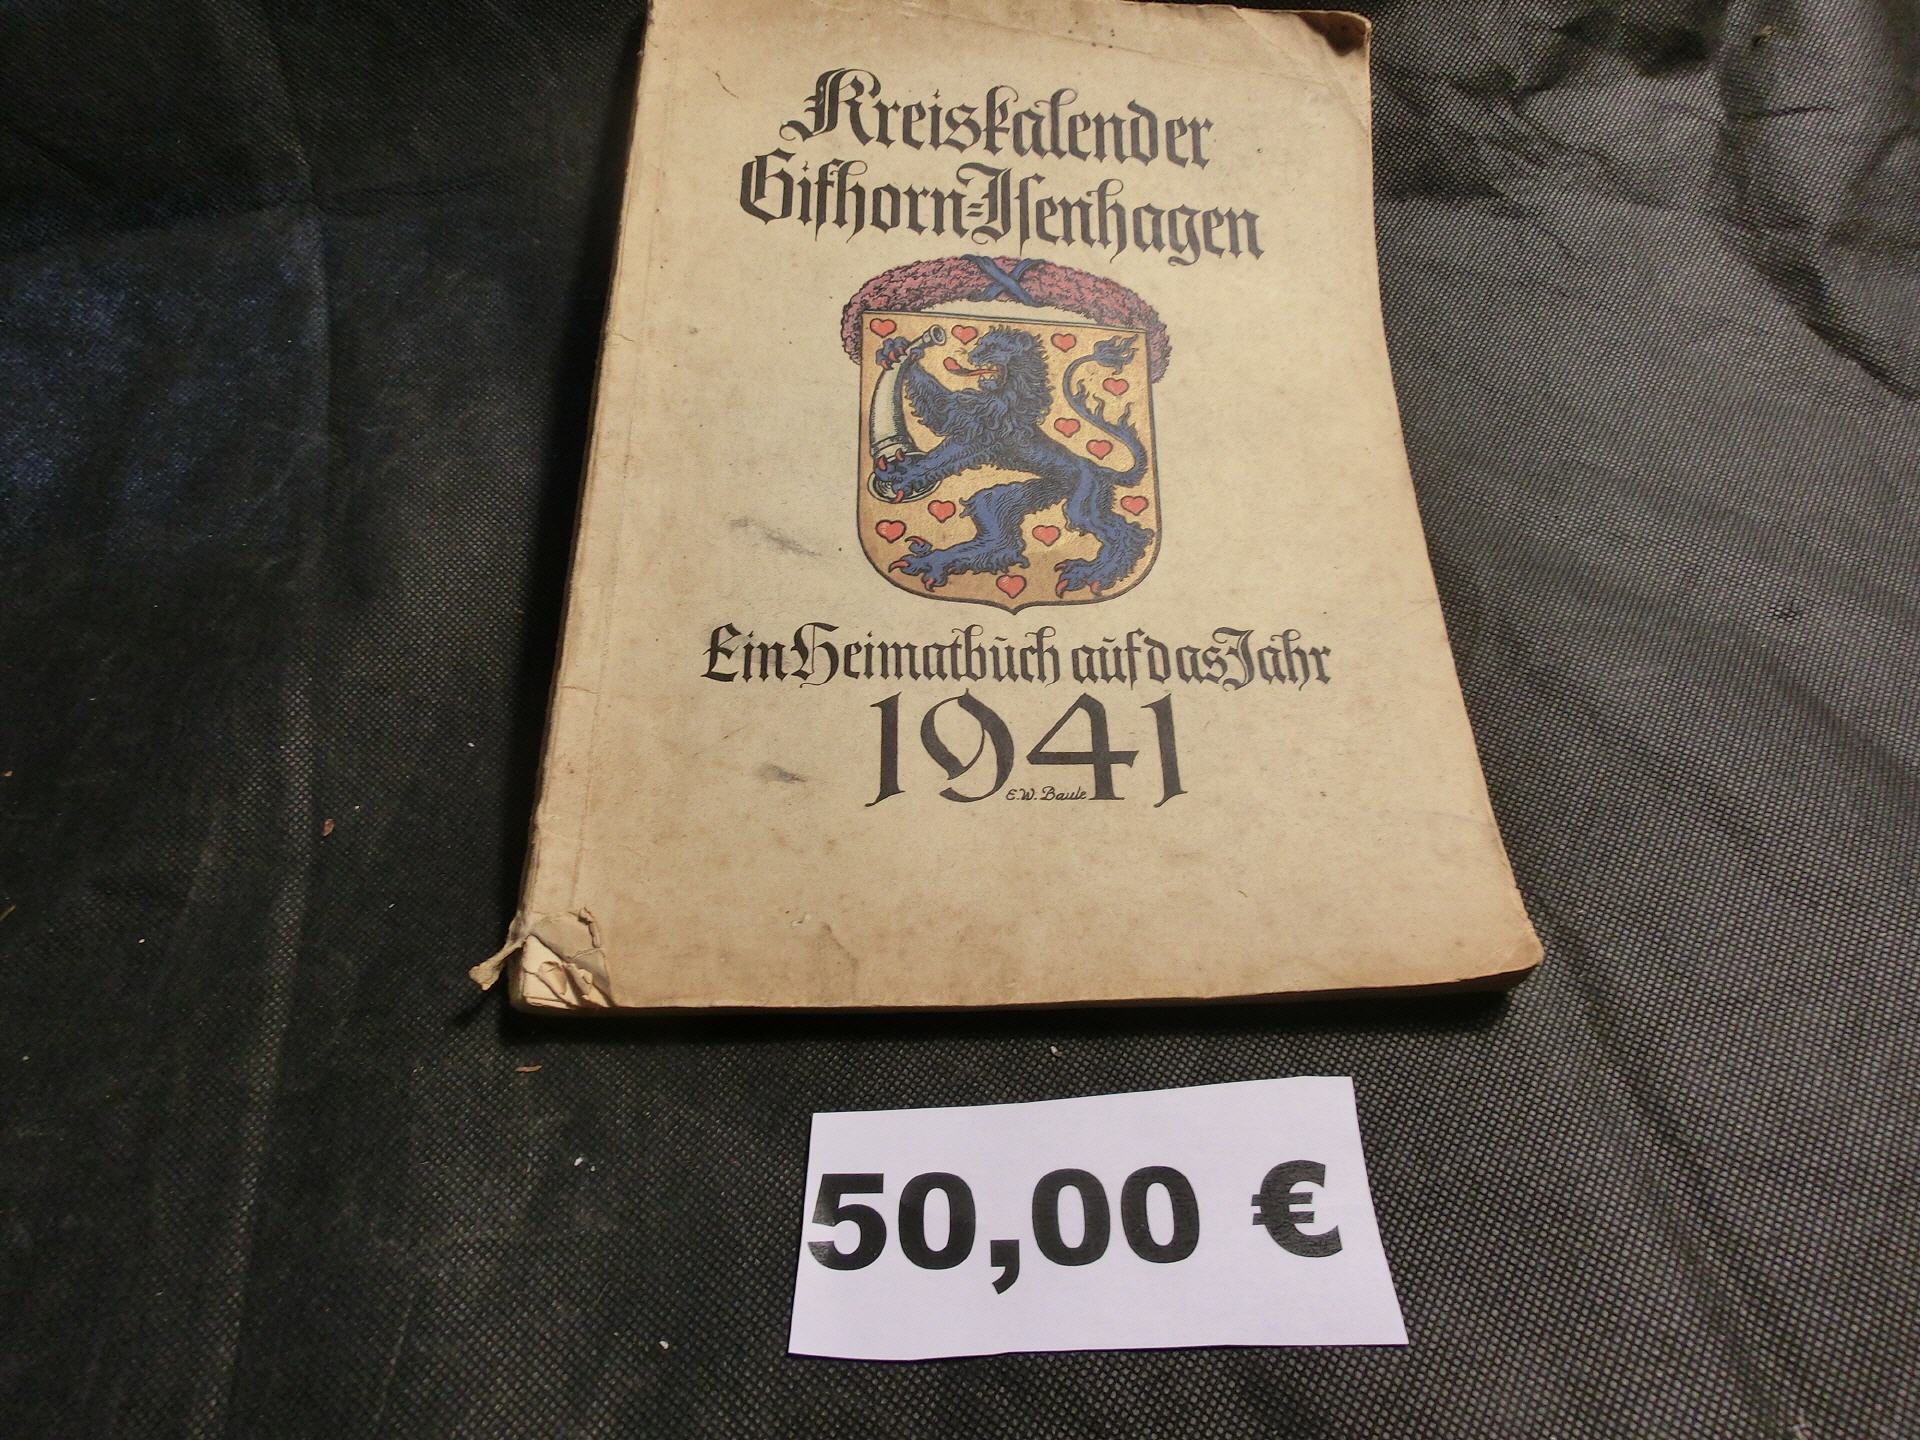 Kreiskalender
Gifhorn=Isenhagen
Ein Heimatbuch auf das Jahr
1941
E.W. Baule
50,00 €